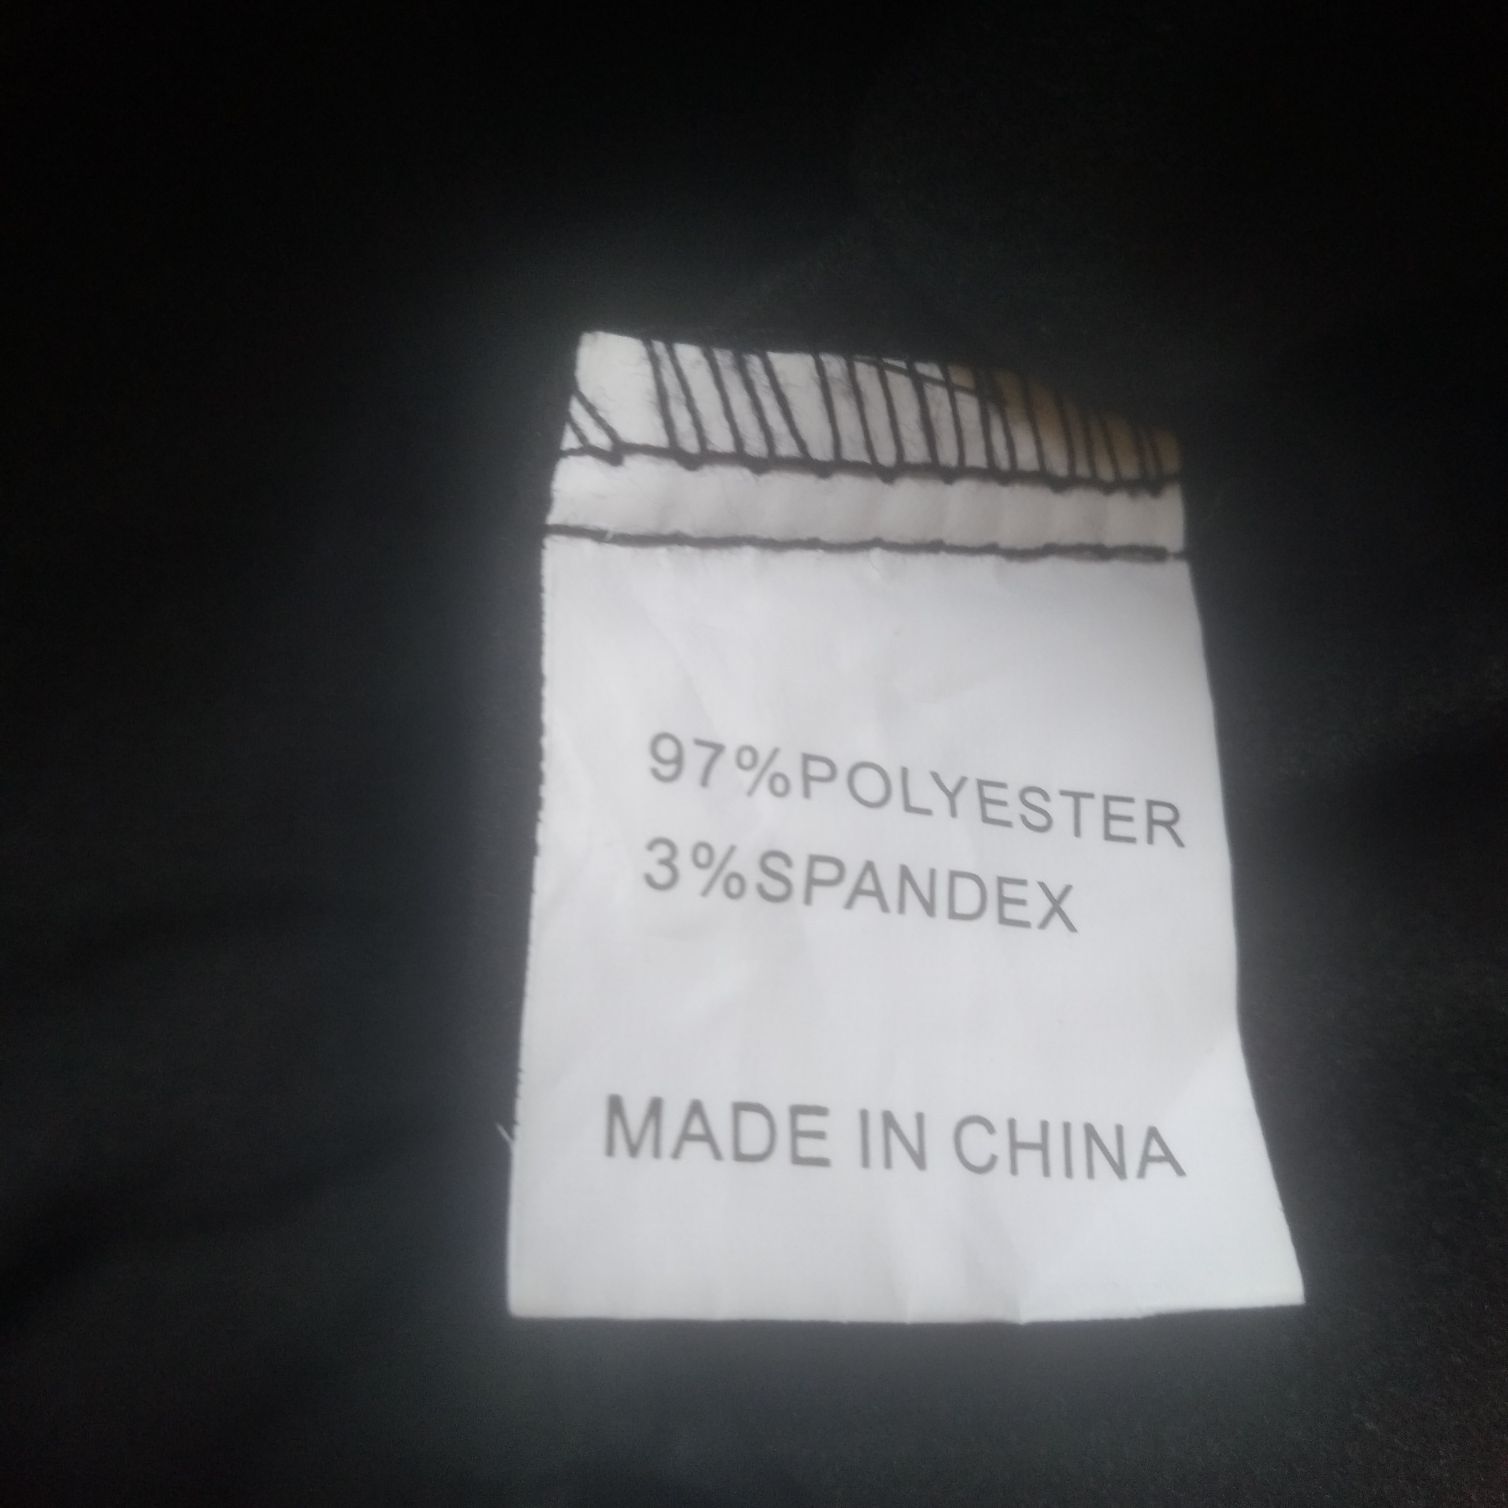 97%POLYESTER
3%SPANDEX
MADE IN CHINA